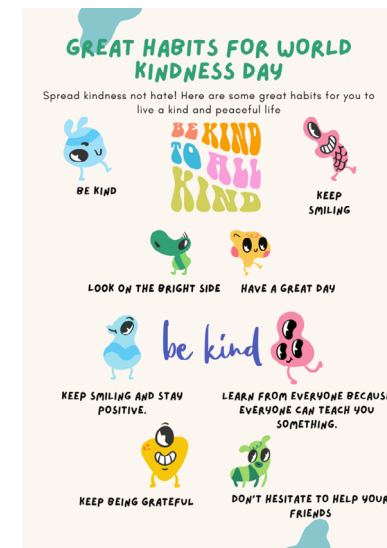 GREAT HABITS FOR WORLD
KINDNESS DAY
Spread kindness not hate! Here are some great habits for you to
live a kind and peaceful life
BE KIND
TO ALL
KIND
BE KIND
KEEP
SMILING
LOOK ON THE BRIGHT SIDE
HAVE A GREAT DAY
be kind
KEEP SMILING AND STAY
POSITIVE.
LEARN FROM EVERYONE BECAUSE
EVERYONE CAN TEACH YOU
SOMETHING.
KEEP BEING GRATEFUL
DON'T HESITATE TO HELP YOUR
FRIENDS